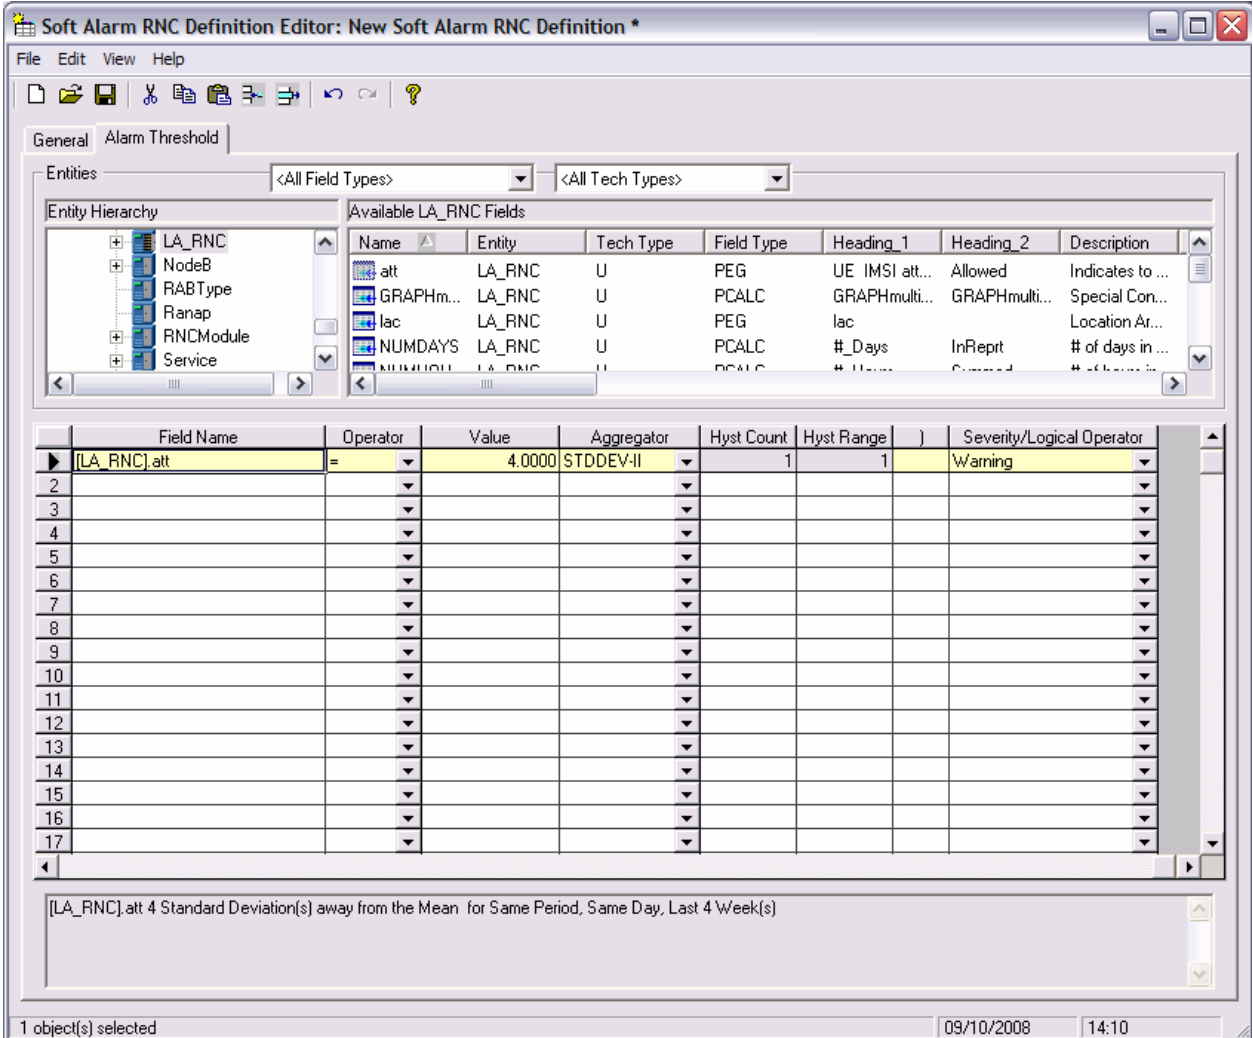 Soft Alarm RNC Definition Editor: New Soft Alarm RNC Definition *
File Edit View Help
General Alarm Threshold
Entities <All Field Types> <All Tech Types>
Entity Hierarchy
LA_RNC
NodeB
RABType
Ranap
RNCModule
Service
Available LA_RNC Fields
Name Entity Tech Type Field Type Heading_1 Heading_2 Description
att LA_RNC U PEG UE IMSI att... Allowed Indicates to ...
GRAPHm... LA_RNC U PCALC GRAPHmulti... GRAPHmulti... Special Con...
lac LA_RNC U PEG lac Location Ar...
NUMDAYS LA_RNC U PCALC #_Days InReprt # of days in ...
Field Name Operator Value Aggregator Hyst Count Hyst Range ) Severity/Logical Operator
[LA_RNC].att = 4.0000 STDDEV-II 1 1 Warning
2
3
4
5
6
7
8
9
10
11
12
13
14
15
16
17
[LA_RNC].att 4 Standard Deviation(s) away from the Mean for Same Period, Same Day, Last 4 Week(s)
1 object(s) selected 09/10/2008 14:10